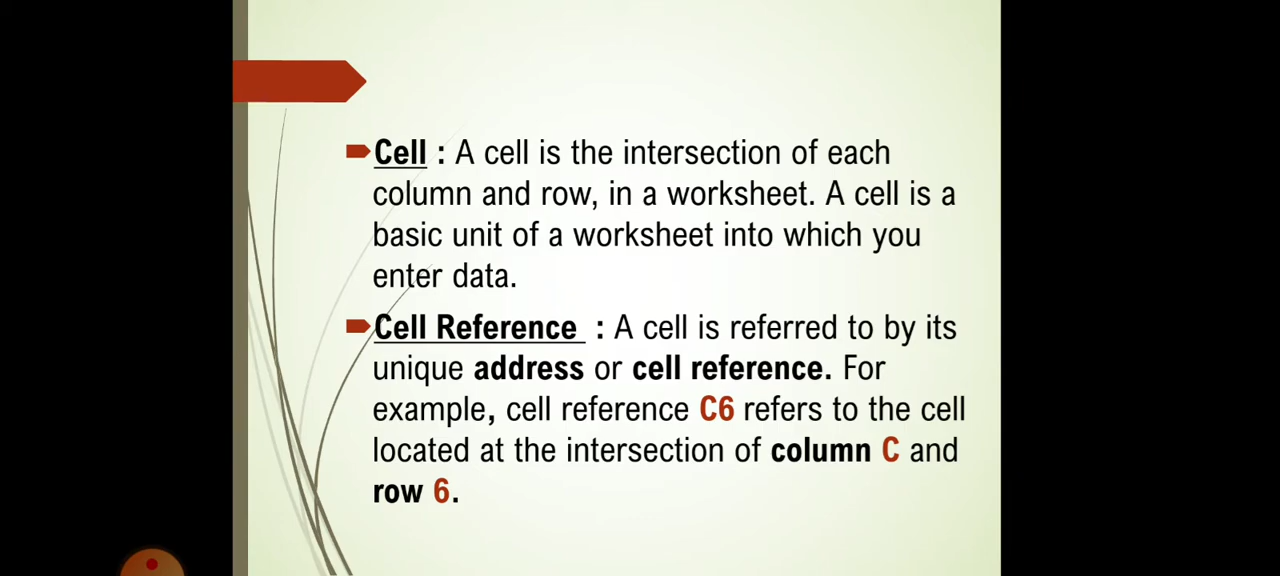 Cell : A cell is the intersection of each
column and row, in a worksheet. A cell is a
basic unit of a worksheet into which you
enter data.
Cell Reference : A cell is referred to by its
unique address or cell reference. For
example, cell reference C6 refers to the cell
located at the intersection of column C and
row 6.